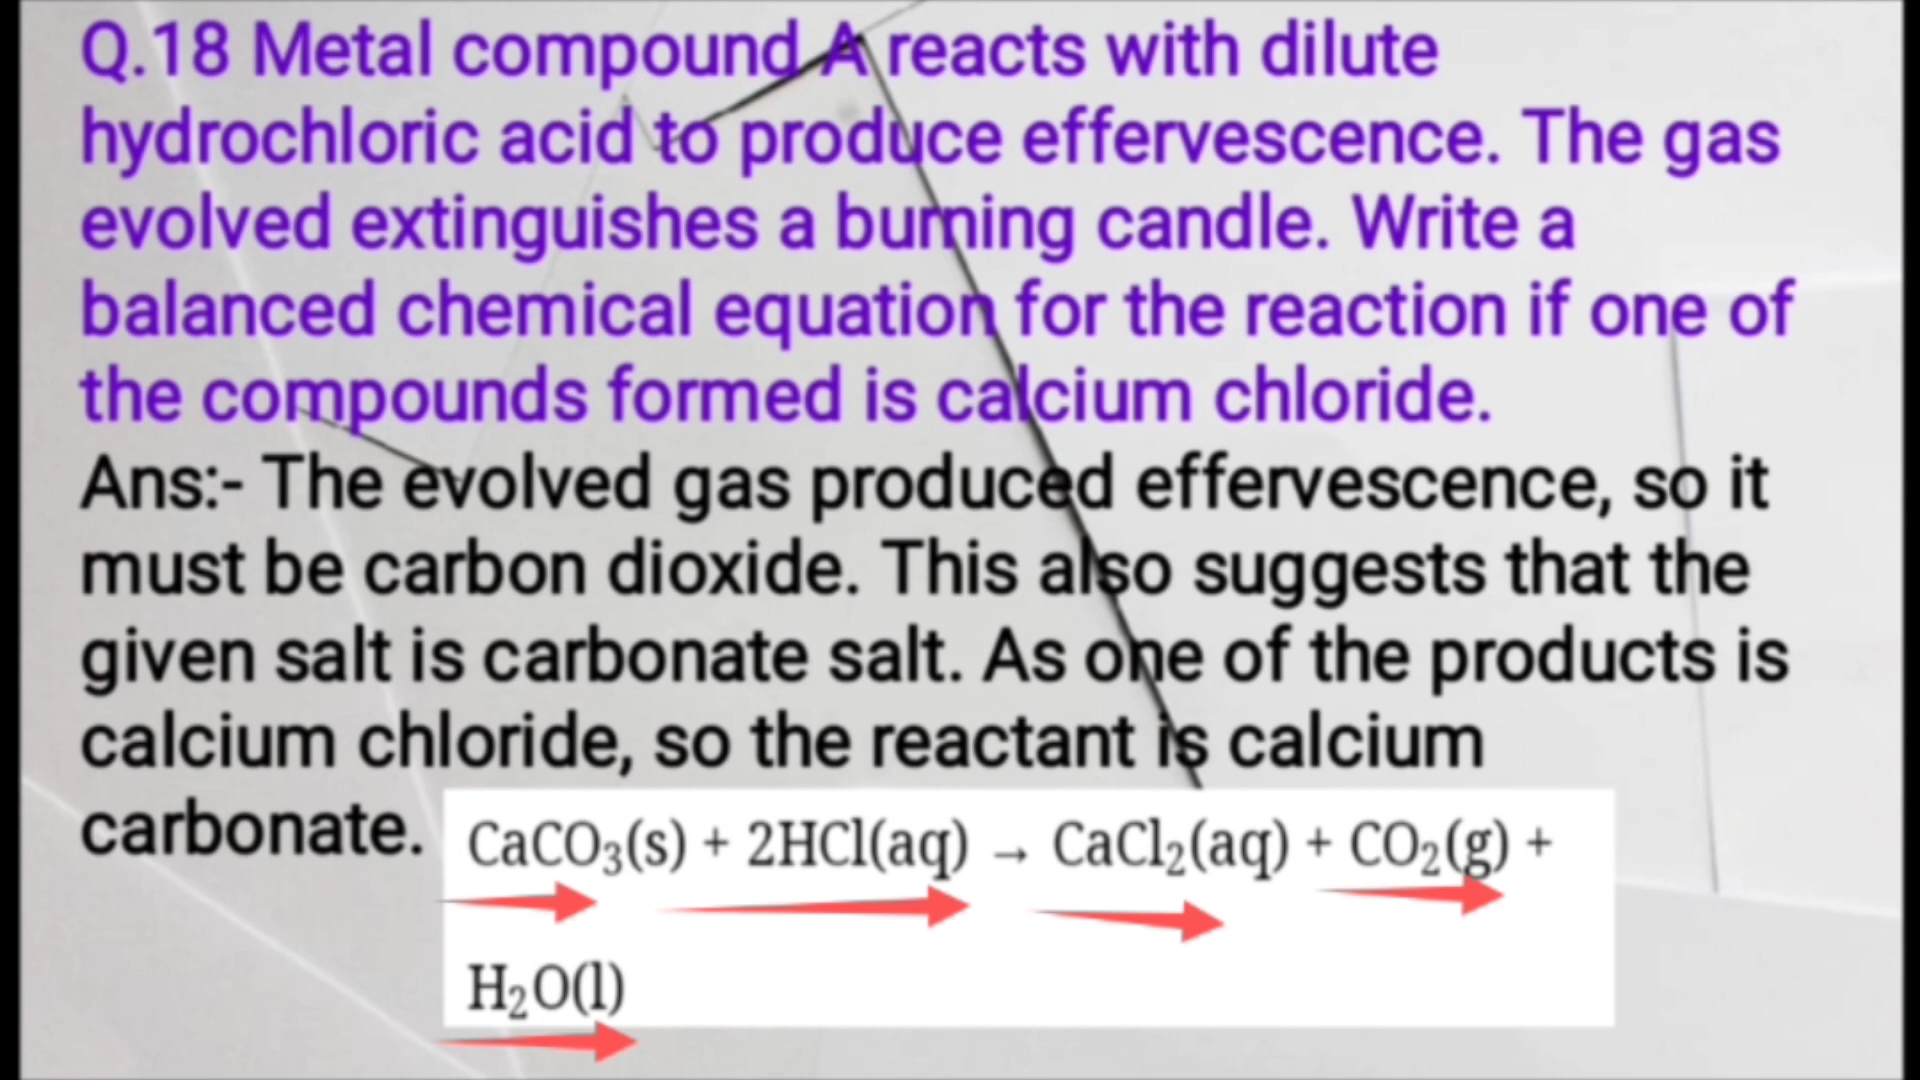 Q.18 Metal compound A reacts with dilute
hydrochloric acid to produce effervescence. The gas
evolved extinguishes a burning candle. Write a
balanced chemical equation for the reaction if one of
the compounds formed is calcium chloride.
Ans:- The evolved gas produced effervescence, so it
must be carbon dioxide. This also suggests that the
given salt is carbonate salt. As one of the products is
calcium chloride, so the reactant is calcium
carbonate.
CaCO₃(s) + 2HCl(aq) → CaCl₂(aq) + CO₂(g) +
H₂O(l)